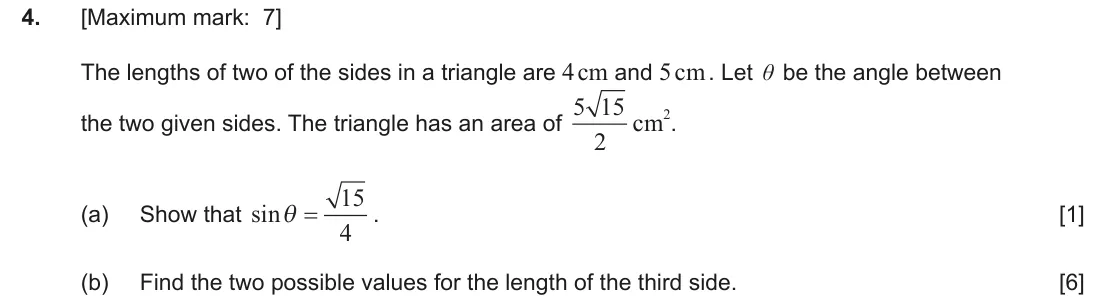 4. [Maximum mark: 7]
The lengths of two of the sides in a triangle are 4 cm and 5 cm. Let θ be the angle between
the two given sides. The triangle has an area of 5√15/2 cm².
(a) Show that sin θ = √15/4 . [1]
(b) Find the two possible values for the length of the third side. [6]